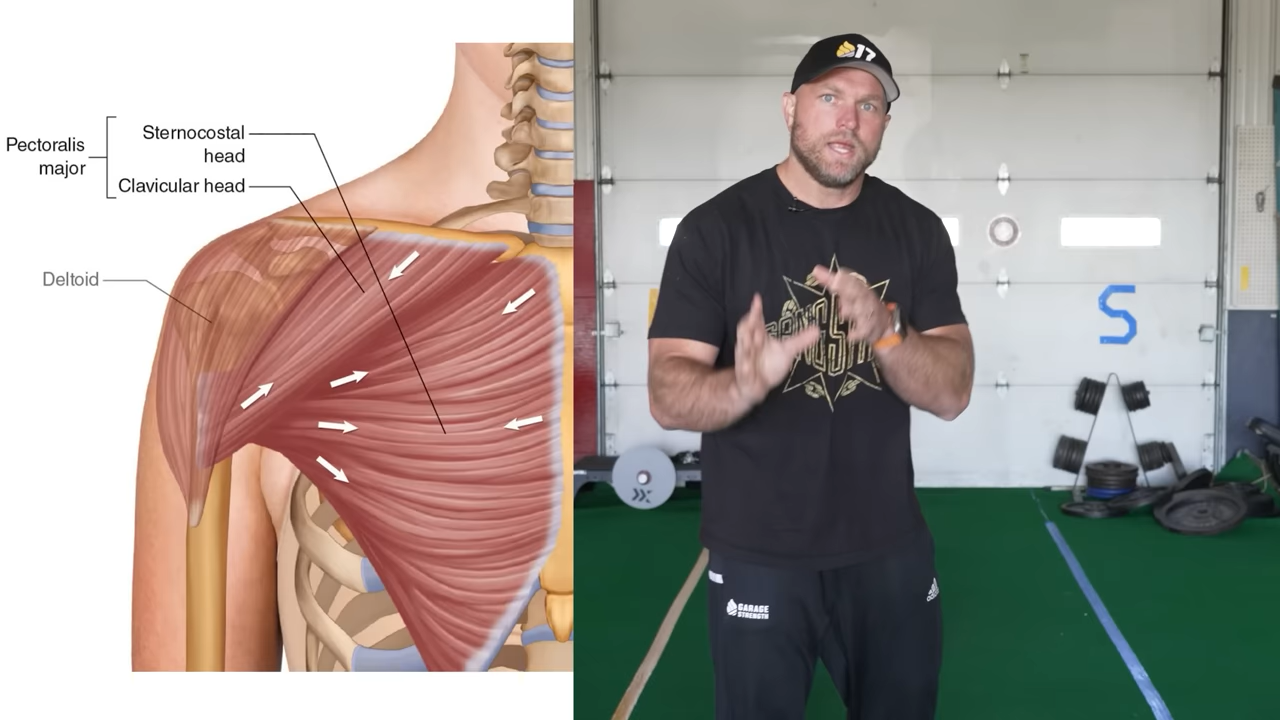 Pectoralis
major
Sternocostal
head
Clavicular head
Deltoid
17
S
GARAGE
STRENGTH